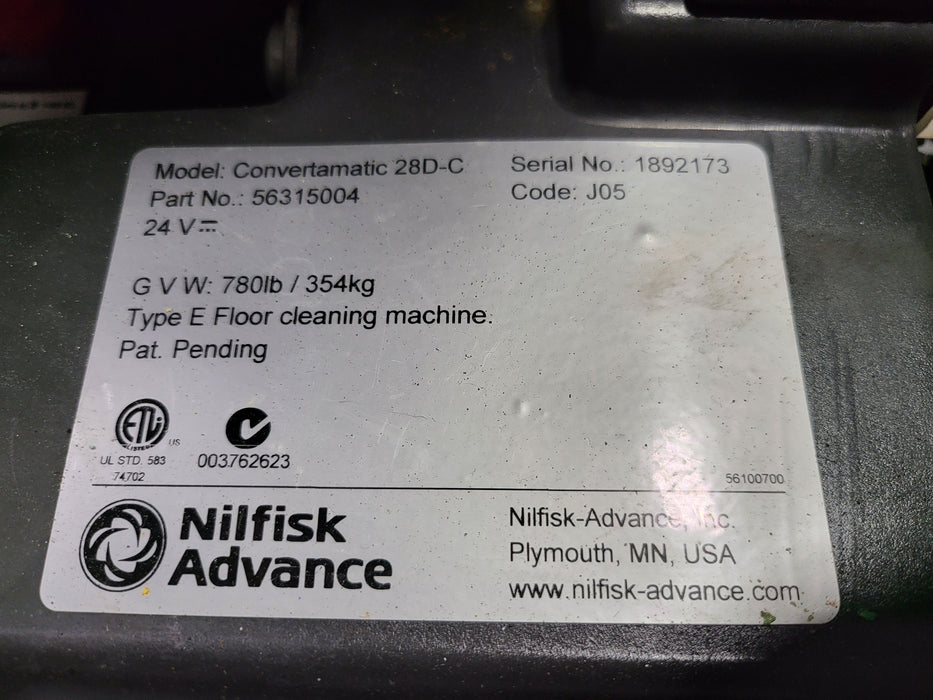 Model: Convertamatic 28D-C
Serial No.: 1892173
Part No.: 56315004
Code: J05
24 V⎓
G V W: 780lb / 354kg
Type E Floor cleaning machine.
Pat. Pending
ETL
LISTED
US
UL STD. 583
74702
003762623
56100700
Nilfisk
Advance
Nilfisk-Advance, Inc.
Plymouth, MN, USA
www.nilfisk-advance.com